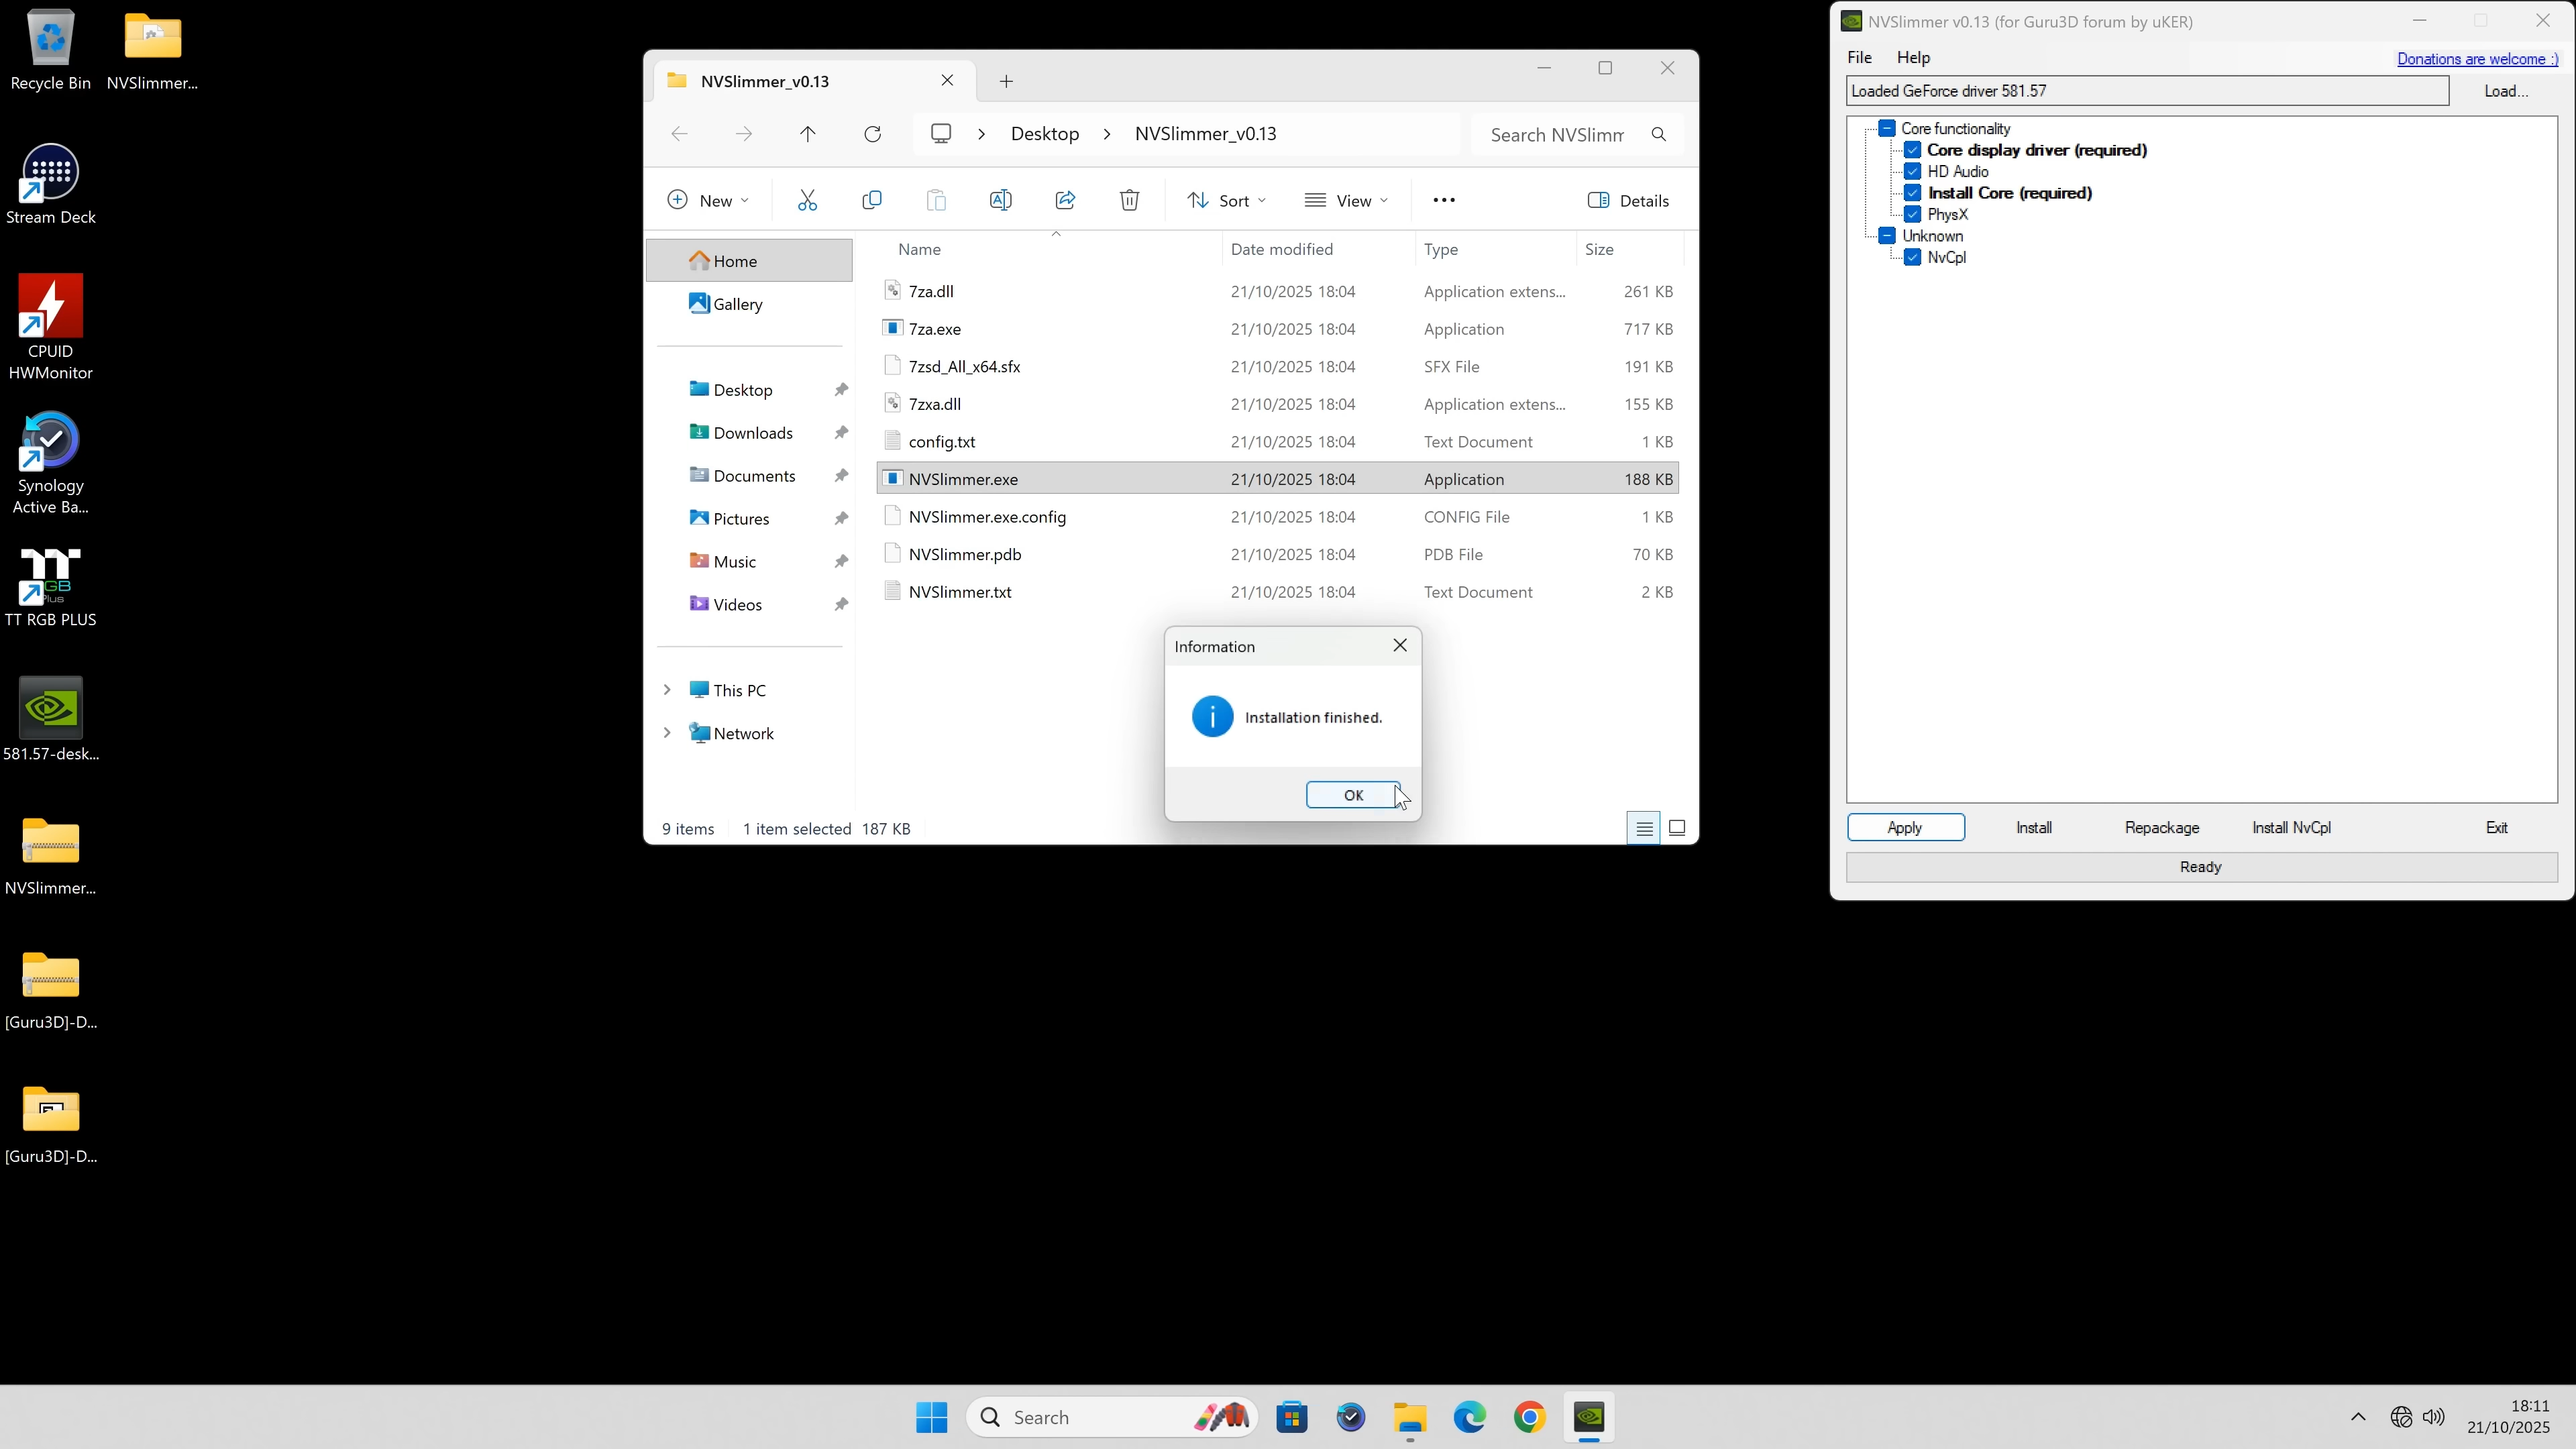 Recycle Bin
NVSlimmer...
Stream Deck
CPUID
HWMonitor
Synology
Active Ba...
TT RGB PLUS
581.57-desk...
NVSlimmer...
[Guru3D]-D...
[Guru3D]-D...
NVSlimmer_v0.13
Desktop > NVSlimmer_v0.13
Search NVSlimm
New
Sort
View
Details
Name Date modified Type Size
Home
Gallery
Desktop
Downloads
Documents
Pictures
Music
Videos
This PC
Network
7za.dll 21/10/2025 18:04 Application extens... 261 KB
7za.exe 21/10/2025 18:04 Application 717 KB
7zsd_All_x64.sfx 21/10/2025 18:04 SFX File 191 KB
7zxa.dll 21/10/2025 18:04 Application extens... 155 KB
config.txt 21/10/2025 18:04 Text Document 1 KB
NVSlimmer.exe 21/10/2025 18:04 Application 188 KB
NVSlimmer.exe.config 21/10/2025 18:04 CONFIG File 1 KB
NVSlimmer.pdb 21/10/2025 18:04 PDB File 70 KB
NVSlimmer.txt 21/10/2025 18:04 Text Document 2 KB
9 items 1 item selected 187 KB
Information
Installation finished.
OK
NVSlimmer v0.13 (for Guru3D forum by uKER)
File Help
Donations are welcome :)
Loaded GeForce driver 581.57
Load...
Core functionality
Core display driver (required)
HD Audio
Install Core (required)
PhysX
Unknown
NvCpl
Apply Install Repackage Install NvCpl Exit
Ready
Search
18:11
21/10/2025